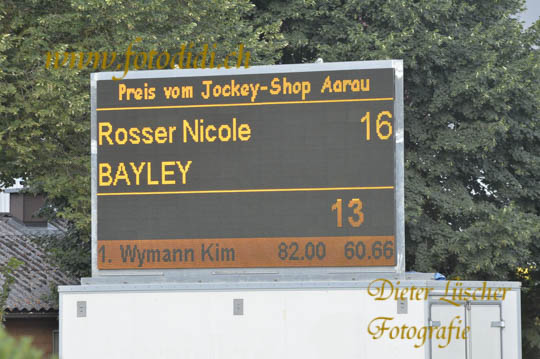 www.fotodidi.ch
Preis vom Jockey-Shop Aarau
Rosser Nicole 16
BAYLEY
13
1. Wymann Kim 82.00 60.66
Dieter Lüscher
Fotografie